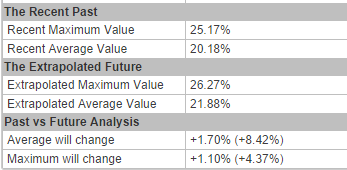 The Recent Past
Recent Maximum Value 25.17%
Recent Average Value 20.18%
The Extrapolated Future
Extrapolated Maximum Value 26.27%
Extrapolated Average Value 21.88%
Past vs Future Analysis
Average will change +1.70% (+8.42%)
Maximum will change +1.10% (+4.37%)